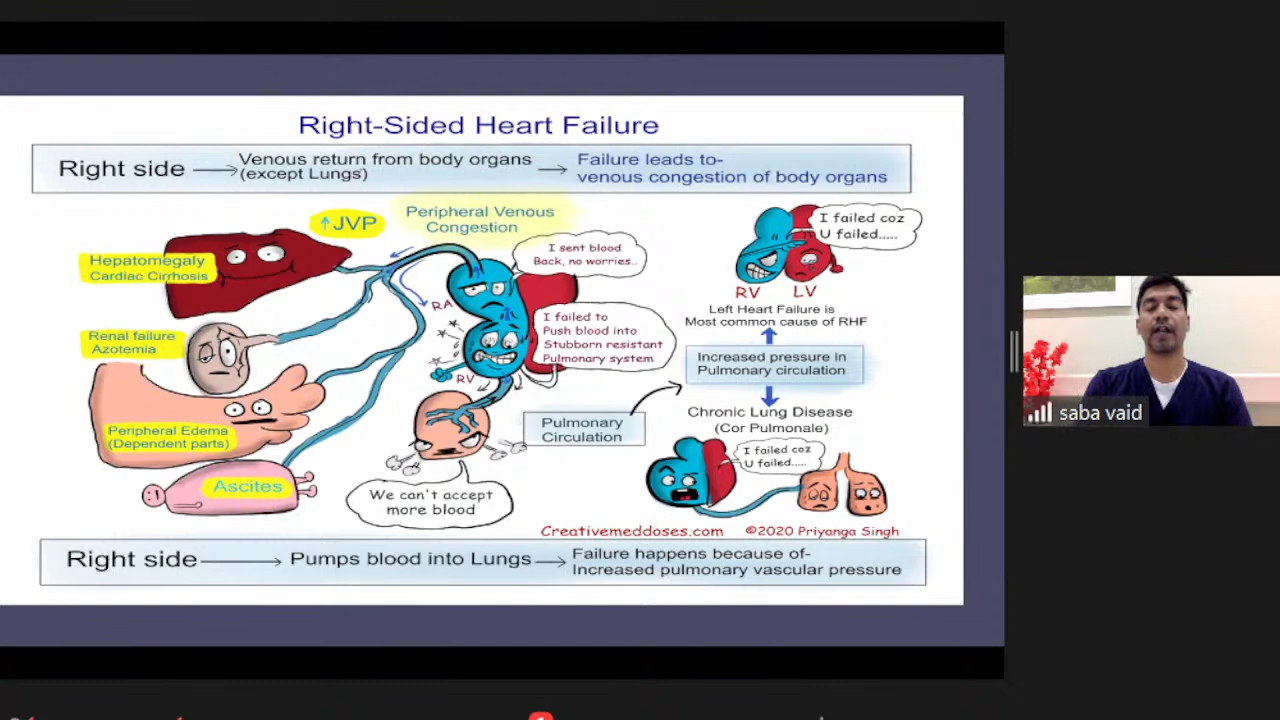 Right-Sided Heart Failure
Right side
Venous return from body organs
(except Lungs)
Failure leads to-
venous congestion of body organs
↑JVP
Peripheral Venous
Congestion
Hepatomegaly
Cardiac Cirrhosis
I sent blood
Back, no worries..
RA
I failed to
Push blood into
Stubborn resistant
Pulmonary system
RV
Renal failure
Azotemia
Peripheral Edema
(Dependent parts)
Ascites
We can't accept
more blood
Pulmonary
Circulation
I failed coz
U failed.....
RV LV
Left Heart Failure is
Most common cause of RHF
Increased pressure in
Pulmonary circulation
Chronic Lung Disease
(Cor Pulmonale)
I failed coz
U failed.....
Creativemeddoses.com ©2020 Priyanga Singh
Right side
Pumps blood into Lungs
Failure happens because of-
Increased pulmonary vascular pressure
saba vaid